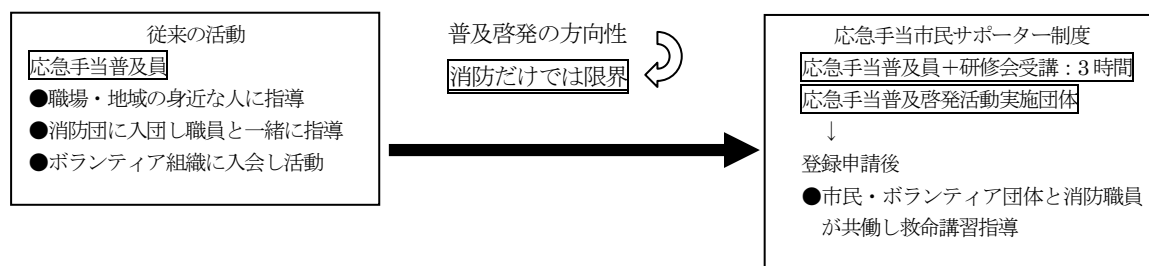 従来の活動
応急手当普及員
●職場・地域の身近な人に指導
●消防団に入団し職員と一緒に指導
●ボランティア組織に入会し活動
普及啓発の方向性
消防だけでは限界
応急手当市民サポーター制度
応急手当普及員+研修会受講:3時間
応急手当普及啓発活動実施団体
↓
登録申請後
●市民・ボランティア団体と消防職員
が共働し救命講習指導